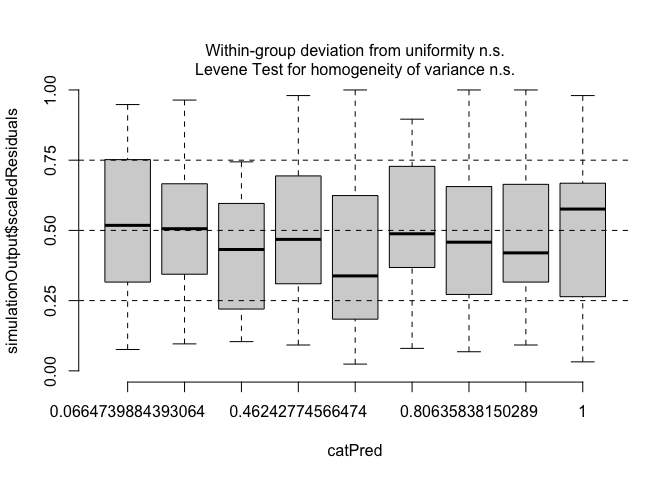 Within-group deviation from uniformity n.s.
Levene Test for homogeneity of variance n.s.
simulationOutput$scaledResiduals
1.00
0.75
0.50
0.25
0.00
0.0664739884393064 0.46242774566474 0.80635838150289 1
catPred